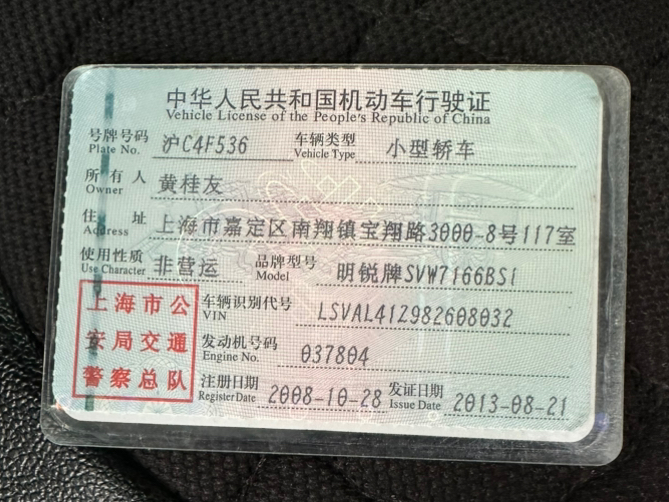 中华人民共和国机动车行驶证
Vehicle License of the People's Republic of China
号牌号码 沪C4F536 车辆类型 小型轿车
Plate No. Vehicle Type
所有人 黄桂友
Owner
住址 上海市嘉定区南翔镇宝翔路3000-8号117室
Address
使用性质 非营运 品牌型号 明锐牌SVW7166BSI
Use Character Model
上海市公 车辆识别代号 LSVAL41Z982608032
VIN
安局交通 发动机号码 037804
Engine No.
警察总队 注册日期 2008-10-28 发证日期 2013-08-21
Register Date Issue Date